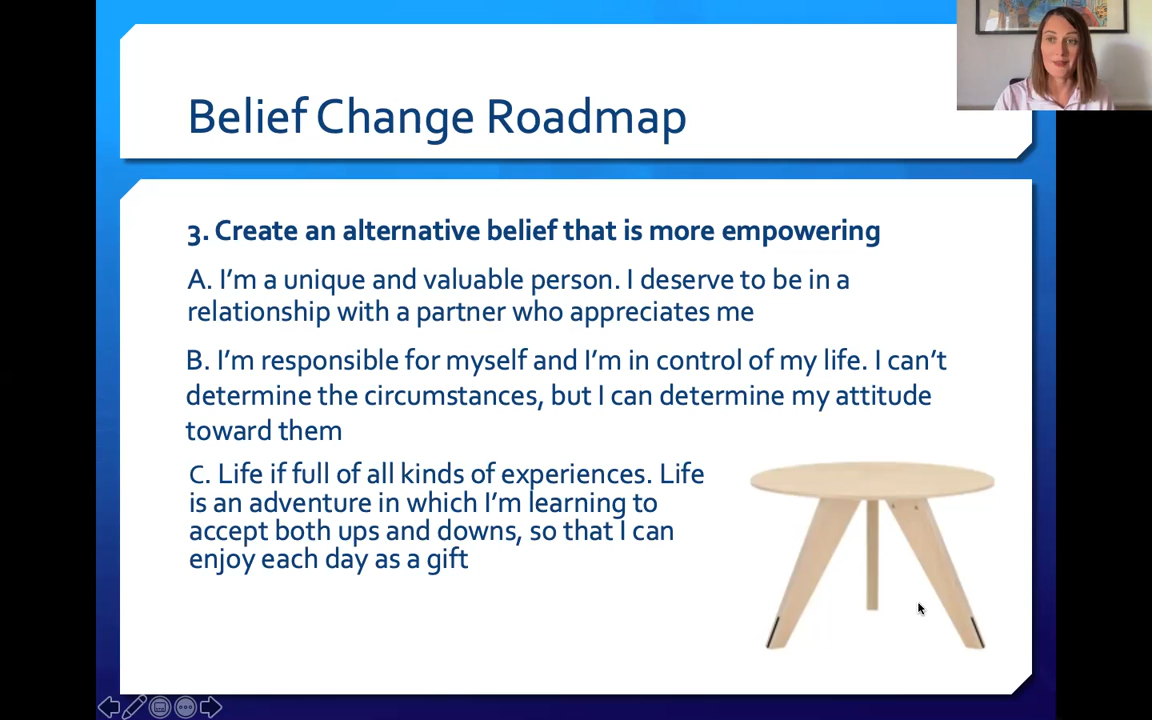 Belief Change Roadmap
3. Create an alternative belief that is more empowering
A. I’m a unique and valuable person. I deserve to be in a
relationship with a partner who appreciates me
B. I’m responsible for myself and I’m in control of my life. I can’t
determine the circumstances, but I can determine my attitude
toward them
C. Life if full of all kinds of experiences. Life
is an adventure in which I’m learning to
accept both ups and downs, so that I can
enjoy each day as a gift